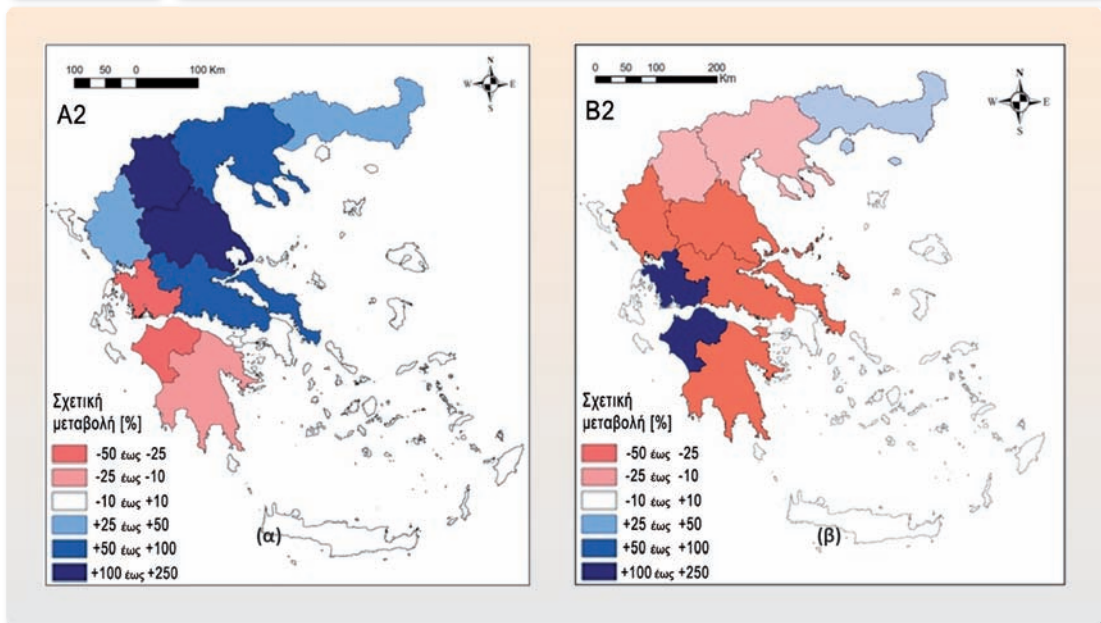 100 50 0 100 Km
N
W E
S
A2
Σχετική
μεταβολή [%]
-50 έως -25
-25 έως -10
-10 έως +10
+25 έως +50
+50 έως +100
+100 έως +250
(α)
0 50 100 200
Km
N
W E
S
B2
Σχετική
μεταβολή [%]
-50 έως -25
-25 έως -10
-10 έως +10
+25 έως +50
+50 έως +100
+100 έως +250
(β)